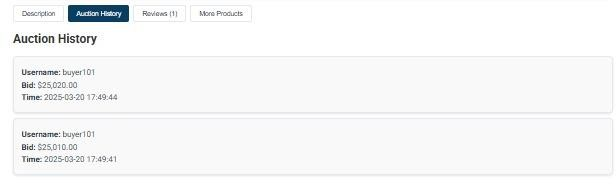 Description Auction History Reviews (1) More Products
Auction History
Username: buyer101
Bid: $25,020.00
Time: 2025-03-20 17:49:44
Username: buyer101
Bid: $25,010.00
Time: 2025-03-20 17:49:41